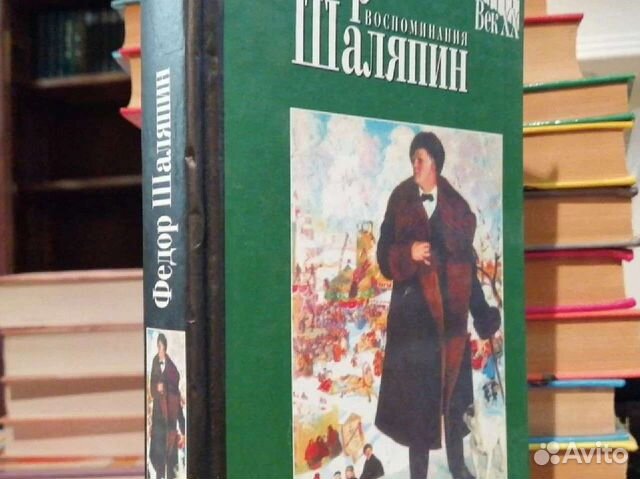 Век XX
ВОСПОМИНАНИЯ
Шаляпин
Федор Шаляпин
Avito